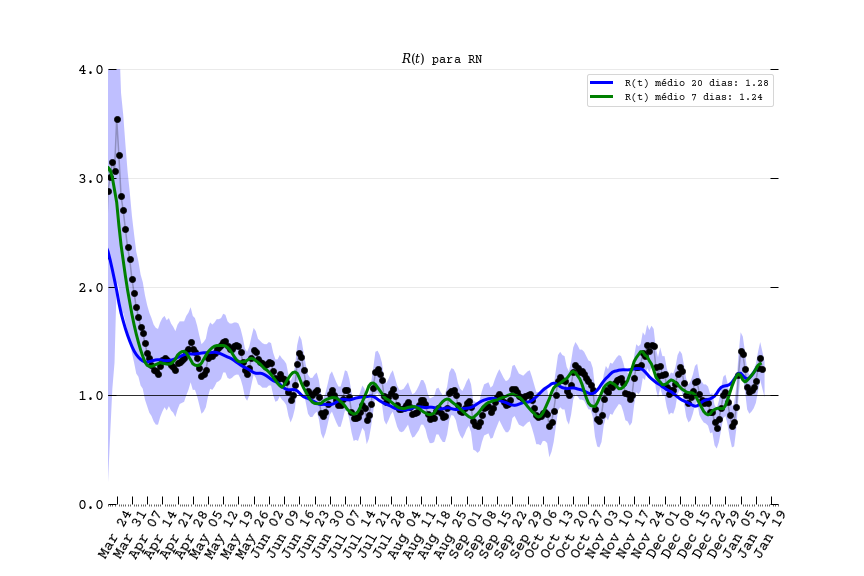 R(t) para RN
R(t) médio 20 dias: 1.28
R(t) médio 7 dias: 1.24
4.0
3.0
2.0
1.0
0.0
Mar 24
Mar 31
Apr 07
Apr 14
Apr 21
Apr 28
May 05
May 12
May 19
May 26
Jun 02
Jun 09
Jun 16
Jun 23
Jun 30
Jul 07
Jul 14
Jul 21
Jul 28
Aug 04
Aug 11
Aug 18
Aug 25
Sep 01
Sep 08
Sep 15
Sep 22
Sep 29
Oct 06
Oct 13
Oct 20
Oct 27
Nov 03
Nov 10
Nov 17
Nov 24
Dec 01
Dec 08
Dec 15
Dec 22
Dec 29
Jan 05
Jan 12
Jan 19